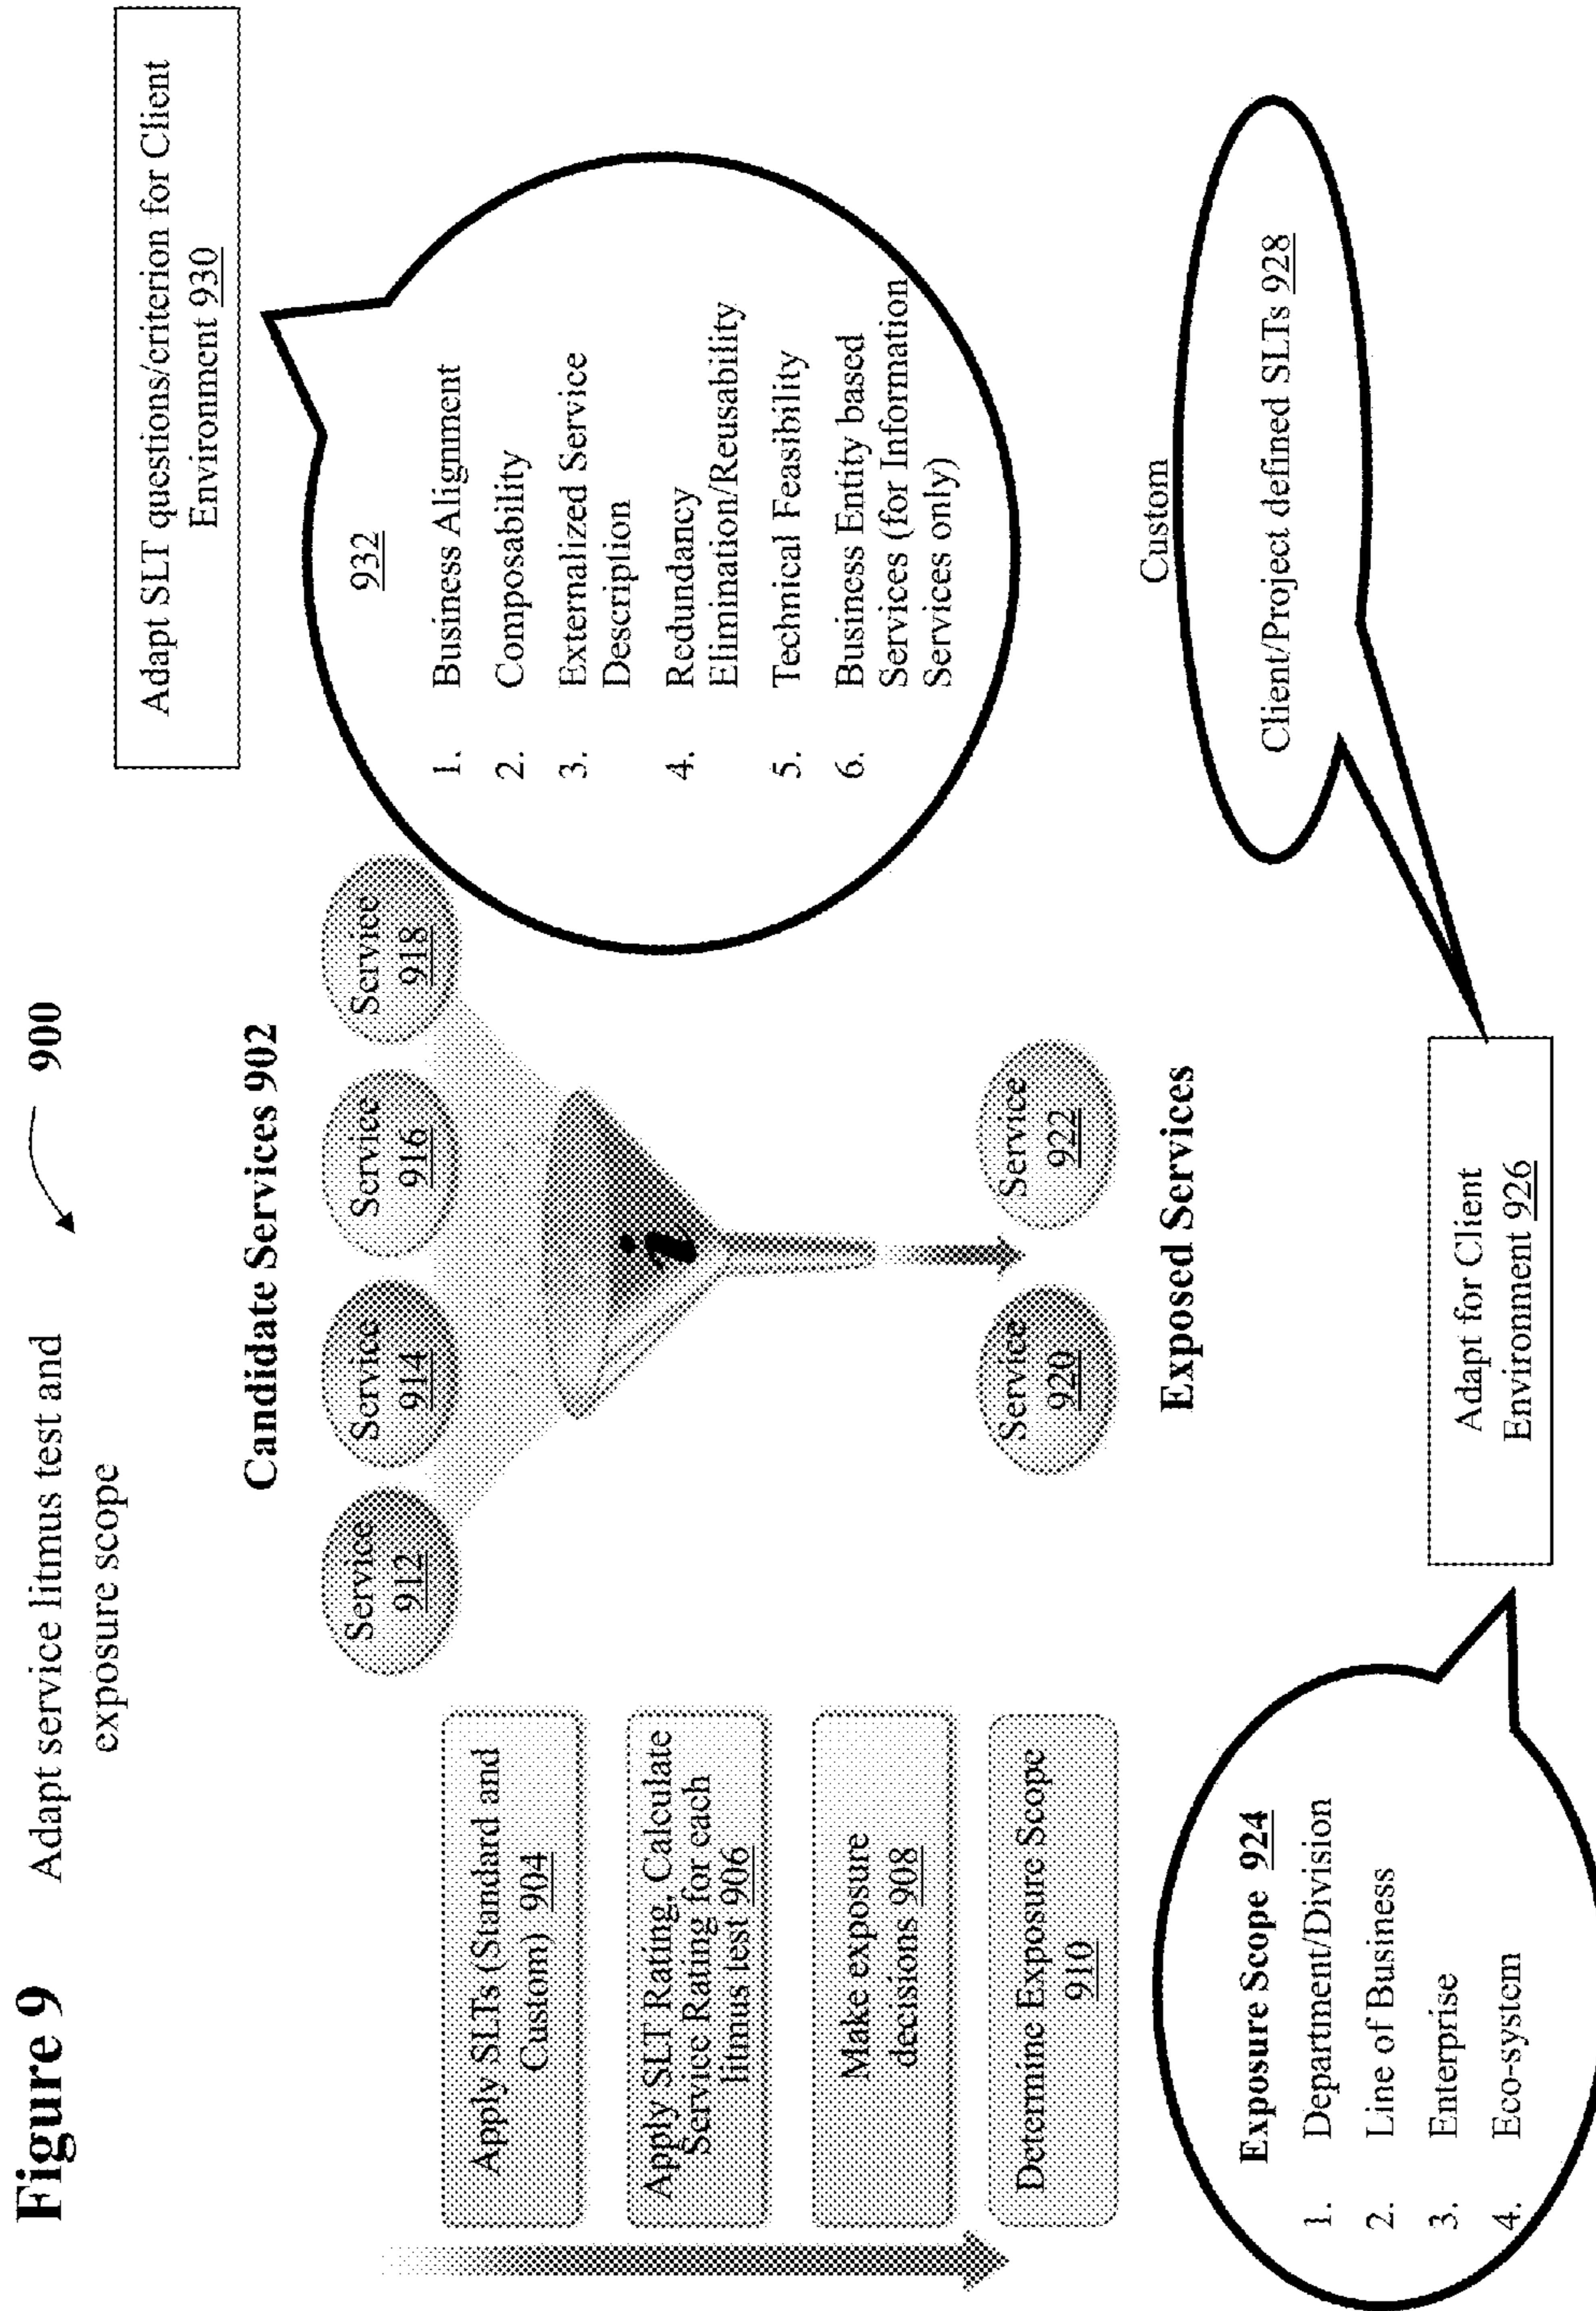 Figure 9
Adapt service litmus test and
exposure scope
900
Candidate Services 902
Service
912
Service
914
Service
916
Service
918
Adapt SLT questions/criterion for Client
Environment 930
Apply SLTs (Standard and
Custom) 904
Apply SLT Rating, Calculate
Service Rating for each
litmus test 906
Make exposure
decisions 908
Determine Exposure Scope
910
i
Service
920
Service
922
Exposed Services
932
1. Business Alignment
2. Composability
3. Externalized Service
Description
4. Redundancy
Elimination/Reusability
5. Technical Feasibility
6. Business Entity based
Services (for Information
Services only)
Exposure Scope 924
1. Department/Division
2. Line of Business
3. Enterprise
4. Eco-system
Adapt for Client
Environment 926
Custom
Client/Project defined SLTs 928